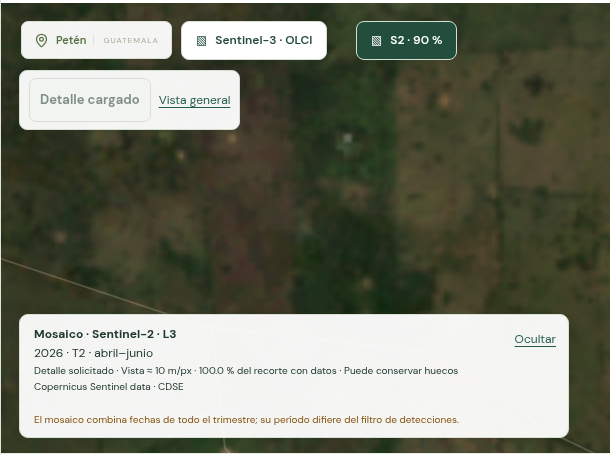 Petén GUATEMALA
Sentinel-3 · OLCI
S2 · 90 %
Detalle cargado Vista general
Mosaico · Sentinel-2 · L3
Ocultar
2026 · T2 · abril–junio
Detalle solicitado · Vista ≈ 10 m/px · 100.0 % del recorte con datos · Puede conservar huecos
Copernicus Sentinel data · CDSE
El mosaico combina fechas de todo el trimestre; su periodo difiere del filtro de detecciones.